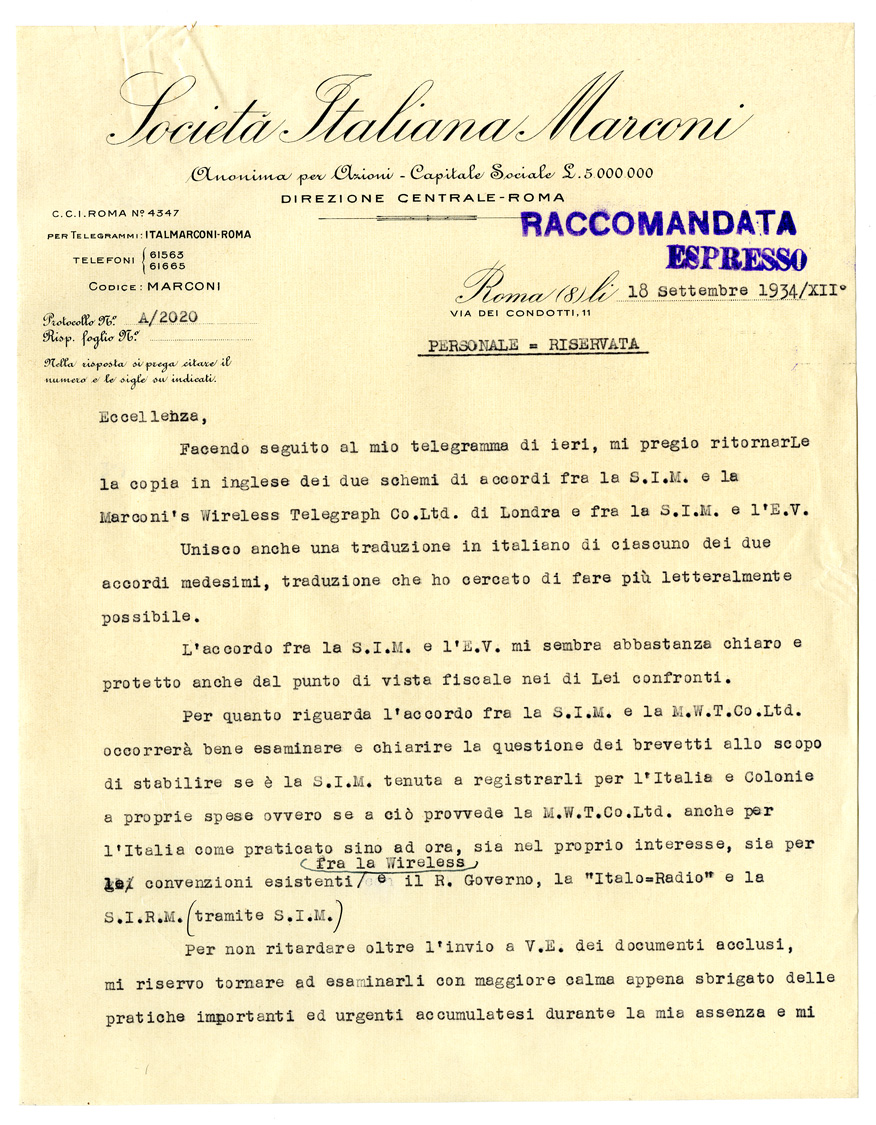 Società Italiana Marconi
Anonima per Azioni - Capitale Sociale L. 5.000.000
DIREZIONE CENTRALE-ROMA
C.C.I. ROMA Nº 4347
PER TELEGRAMMI: ITALMARCONI-ROMA
TELEFONI { 61563
61665
CODICE: MARCONI
RACCOMANDATA
ESPRESSO
Roma (8) li 18 Settembre 1934/XII°
VIA DEI CONDOTTI, 11
Protocollo N.º A/2020
Risp. foglio N.º
Nella risposta si prega citare il
numero e le sigle su indicati.
PERSONALE = RISERVATA
Eccellenza,
Facendo seguito al mio telegramma di ieri, mi pregio ritornarLe
la copia in inglese dei due schemi di accordi fra la S.I.M. e la
Marconi's Wireless Telegraph Co.Ltd. di Londra e fra la S.I.M. e l'E.V.
Unisco anche una traduzione in italiano di ciascuno dei due
accordi medesimi, traduzione che ho cercato di fare più letteralmente
possibile.
L'accordo fra la S.I.M. e l'E.V. mi sembra abbastanza chiaro e
protetto anche dal punto di vista fiscale nei di Lei confronti.
Per quanto riguarda l'accordo fra la S.I.M. e la M.W.T.Co.Ltd.
occorrerà bene esaminare e chiarire la questione dei brevetti allo scopo
di stabilire se è la S.I.M. tenuta a registrarli per l'Italia e Colonie
a proprie spese ovvero se a ciò provvede la M.W.T.Co.Ltd. anche per
l'Italia come praticato sino ad ora, sia nel proprio interesse, sia per
(fra la Wireless)
convenzioni esistenti/ e il R. Governo, la "Italo=Radio" e la
S.I.R.M.(tramite S.I.M.)
Per non ritardare oltre l'invio a V.E. dei documenti acclusi,
mi riservo tornare ad esaminarli con maggiore calma appena sbrigato delle
pratiche importanti ed urgenti accumulatesi durante la mia assenza e mi